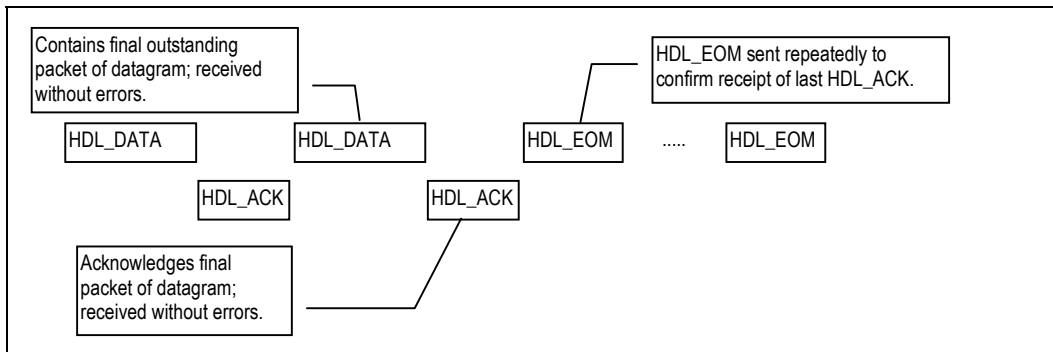 Contains final outstanding
packet of datagram; received
without errors.
HDL_EOM sent repeatedly to
confirm receipt of last HDL_ACK.
HDL_DATA
HDL_DATA
HDL_EOM
.....
HDL_EOM
HDL_ACK
HDL_ACK
Acknowledges final
packet of datagram;
received without errors.